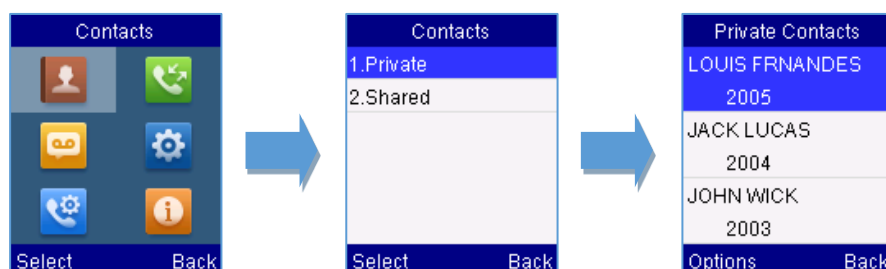 Contacts
Select Back
Contacts
1.Private
2.Shared
Select Back
Private Contacts
LOUIS FRNANDES
2005
JACK LUCAS
2004
JOHN WICK
2003
Options Back